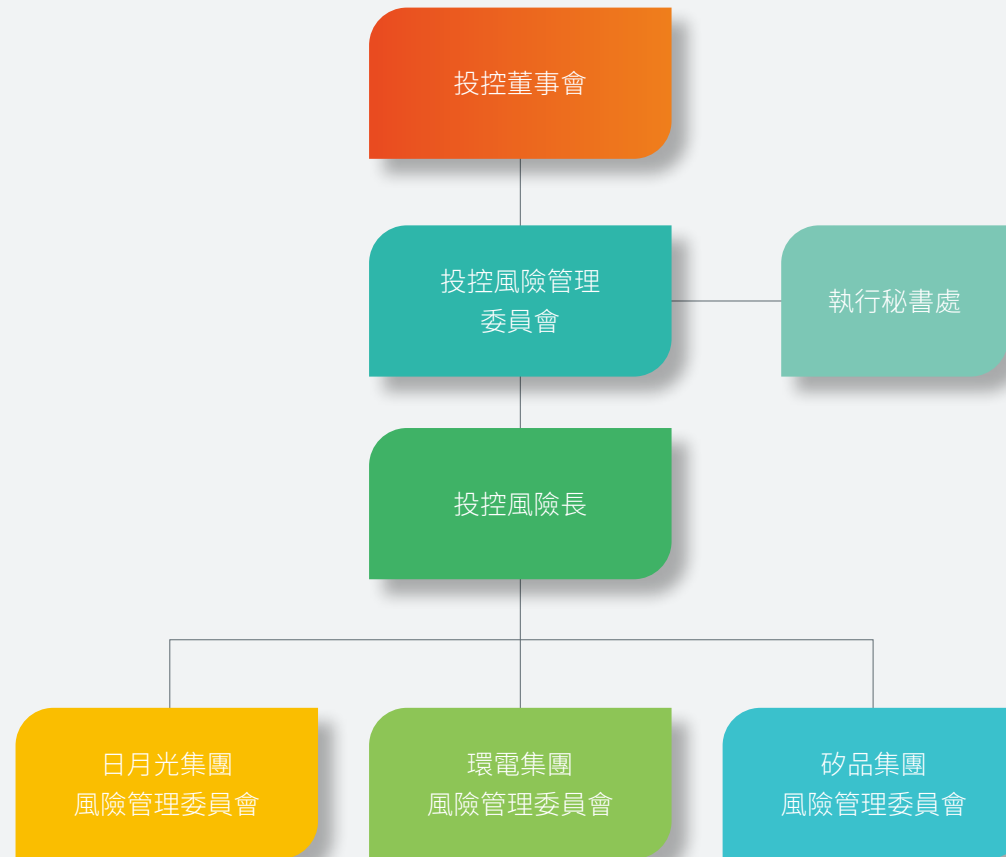 投控董事會
投控風險管理
委員會
執行秘書處
投控風險長
日月光集團
風險管理委員會
環電集團
風險管理委員會
矽品集團
風險管理委員會